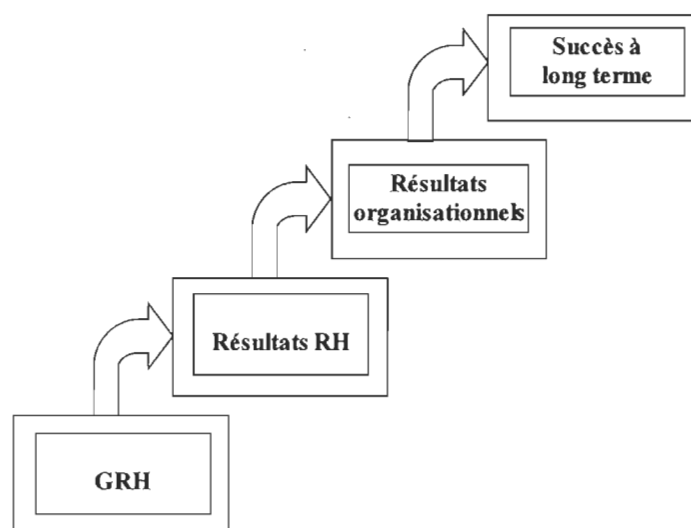 Succès à
long terme
Résultats
organisationnels
Résultats RH
GRH